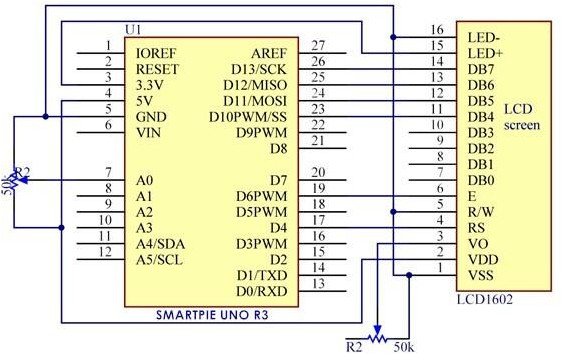 U1
1 IOREF AREF 27
2 RESET D13/SCK 26
3 3.3V D12/MISO 25
4 5V D11/MOSI 24
5 GND D10PWM/SS 23
6 VIN D9PWM 22
D8 21
7 A0 D7 20
8 A1 D6PWM 19
9 A2 D5PWM 18
10 A3 D4 17
11 A4/SDA D3PWM 16
12 A5/SCL D2 15
D1/TXD 14
D0/RXD 13
SMARTPIE UNO R3
R2
50k
16 LED-
15 LED+
14 DB7
13 DB6
12 DB5
11 DB4
10 DB3
9 DB2
8 DB1
7 DB0
6 E
5 R/W
4 RS
3 VO
2 VDD
1 VSS
LCD
screen
LCD1602
R2 50k